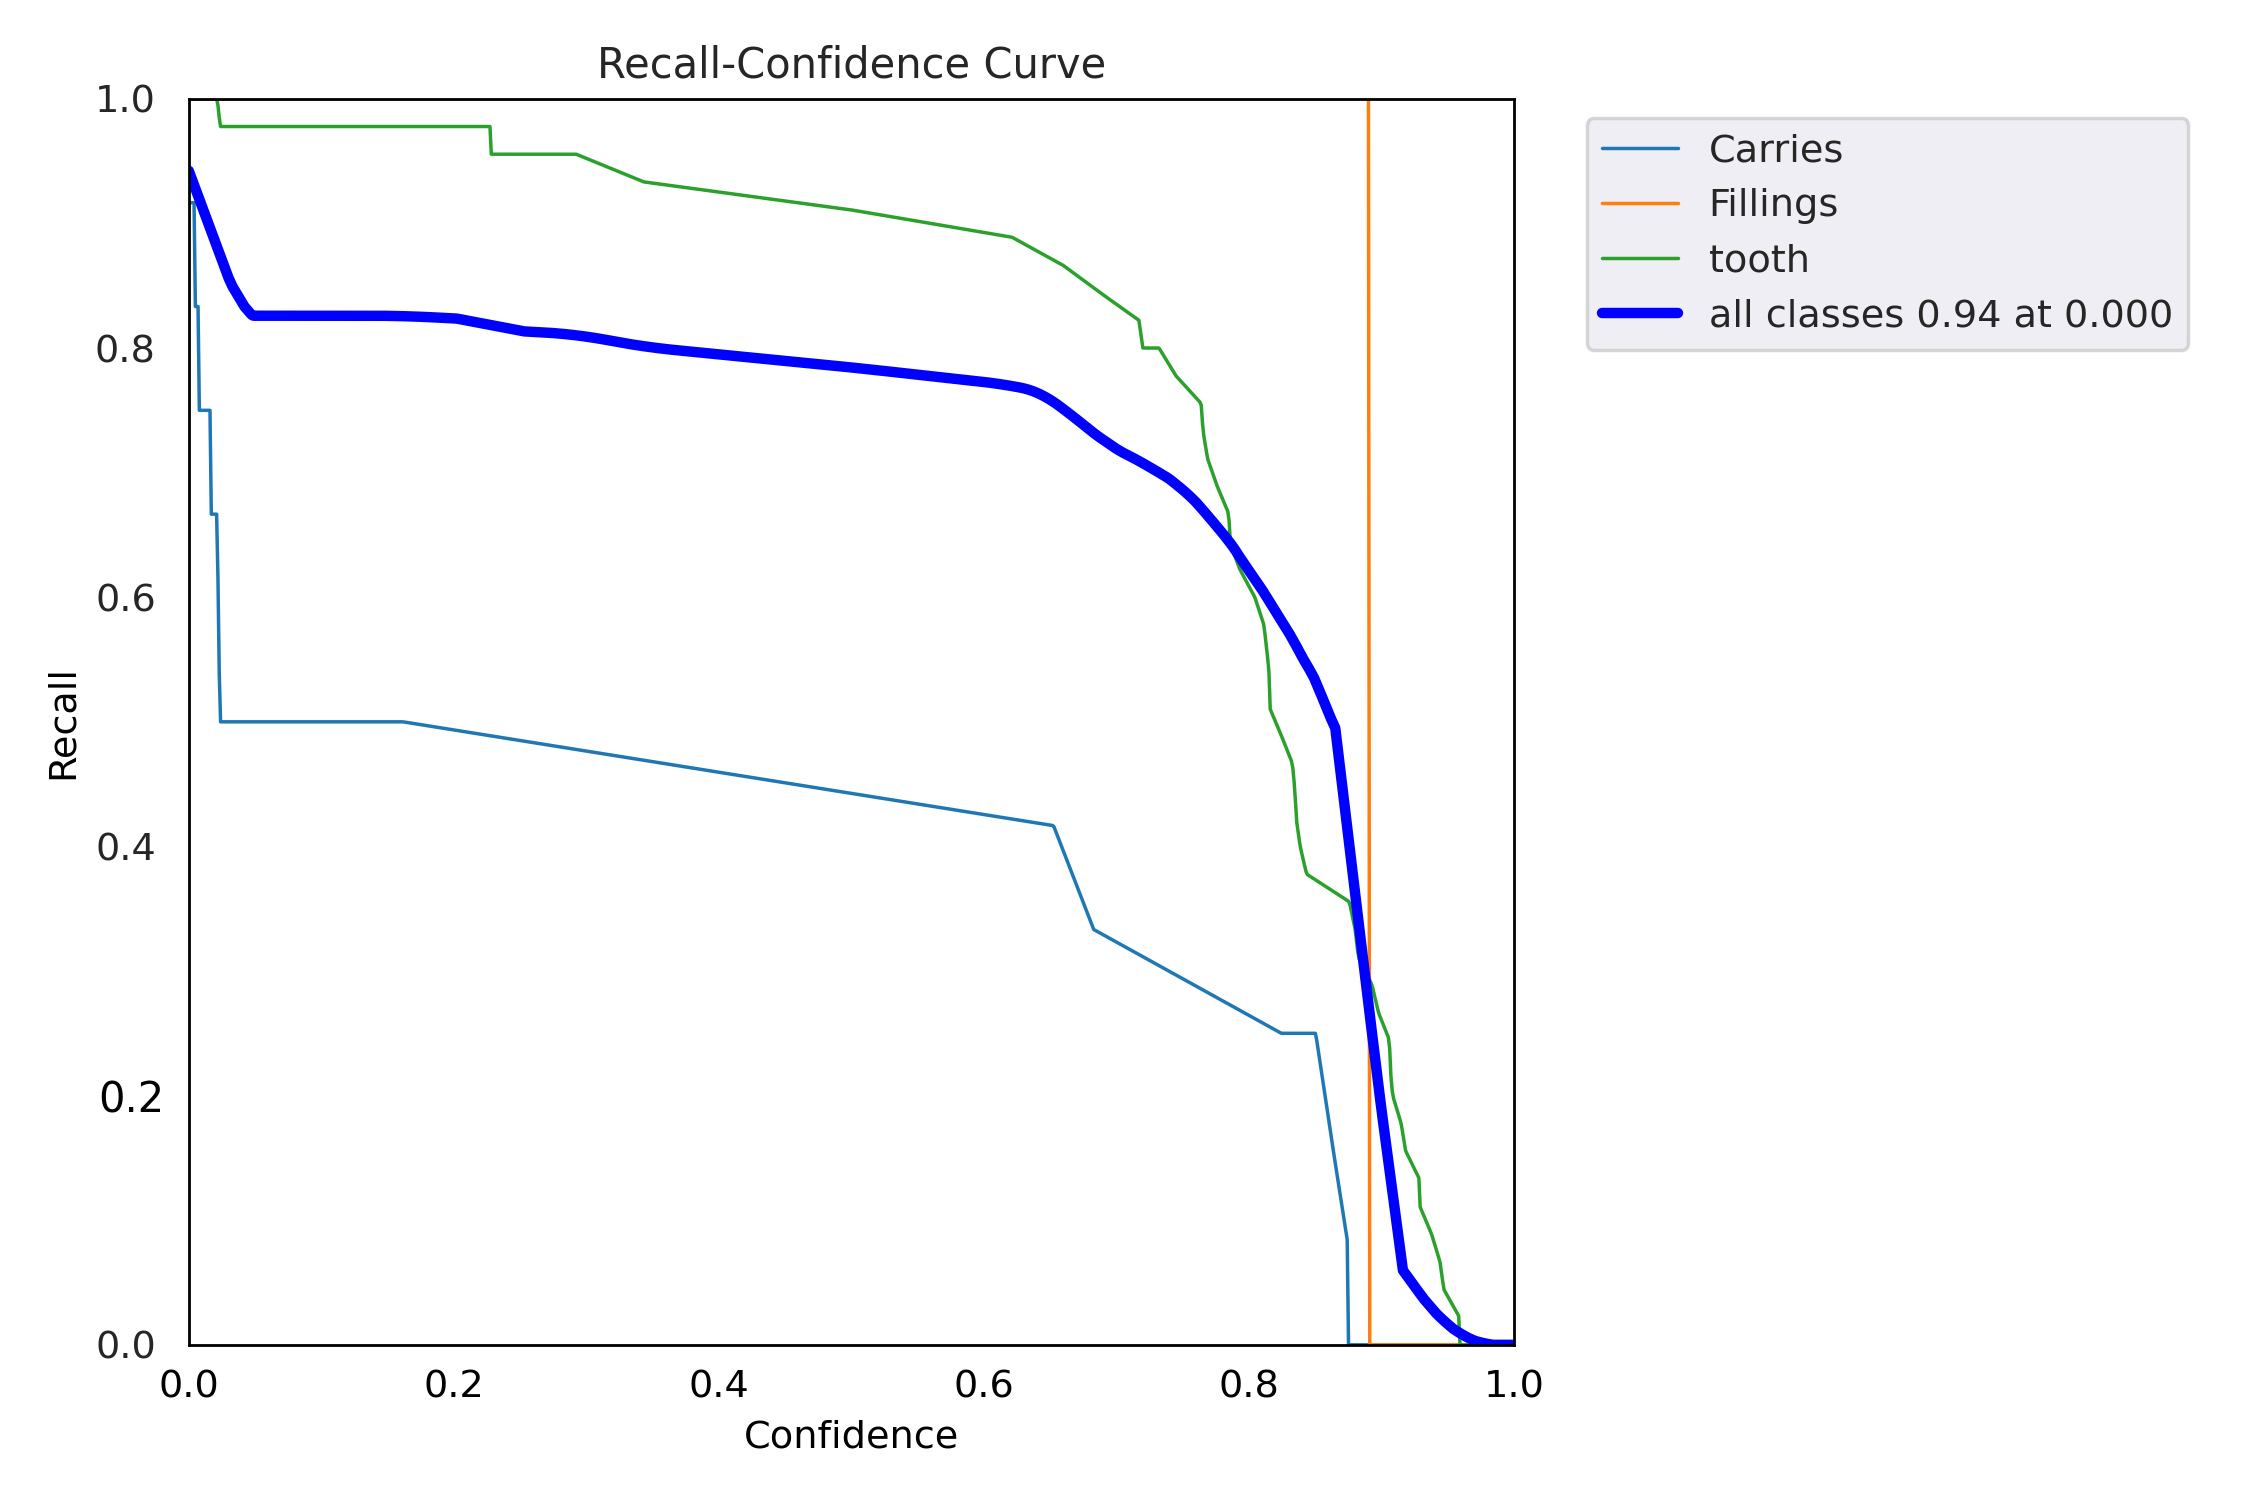 Recall-Confidence Curve
1.0
0.8
0.6
0.4
0.2
0.0
Recall
0.0 0.2 0.4 0.6 0.8 1.0
Confidence
Carries
Fillings
tooth
all classes 0.94 at 0.000